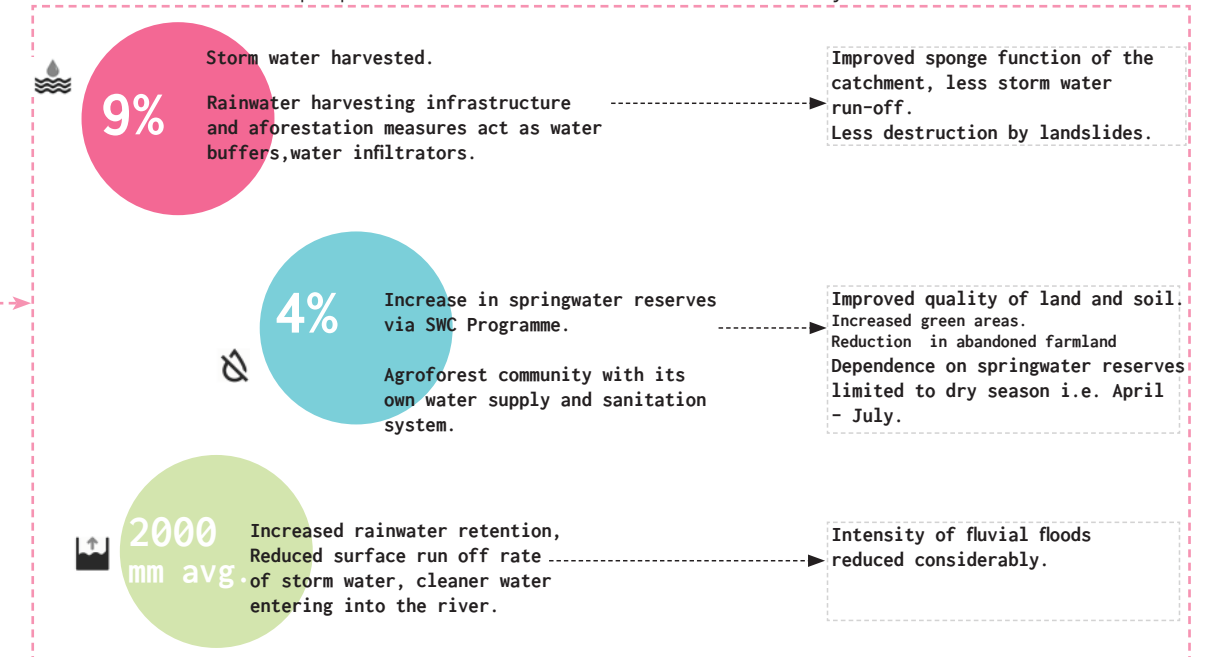 9%
Storm water harvested.
Rainwater harvesting infrastructure
and aforestation measures act as water
buffers,water infiltrators.
Improved sponge function of the
catchment, less storm water
run-off.
Less destruction by landslides.
4%
Increase in springwater reserves
via SWC Programme.
Agroforest community with its
own water supply and sanitation
system.
Improved quality of land and soil.
Increased green areas.
Reduction in abandoned farmland
Dependence on springwater reserves
limited to dry season i.e. April
- July.
2000
mm avg.
Increased rainwater retention,
Reduced surface run off rate
of storm water, cleaner water
entering into the river.
Intensity of fluvial floods
reduced considerably.